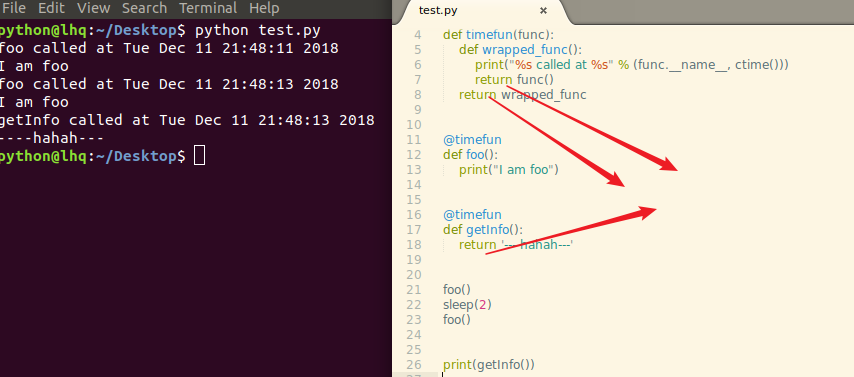 File Edit View Search Terminal Help
python@lhq:~/Desktop$ python test.py
foo called at Tue Dec 11 21:48:11 2018
I am foo
foo called at Tue Dec 11 21:48:13 2018
I am foo
getInfo called at Tue Dec 11 21:48:13 2018
----hahah---
python@lhq:~/Desktop$
test.py ×
4 def timefun(func):
5 def wrapped_func():
6 print("%s called at %s" % (func.__name__, ctime()))
7 return func()
8 return wrapped_func
9
10
11 @timefun
12 def foo():
13 print("I am foo")
14
15
16 @timefun
17 def getInfo():
18 return '----hahah---'
19
20
21 foo()
22 sleep(2)
23 foo()
24
25
26 print(getInfo())
27